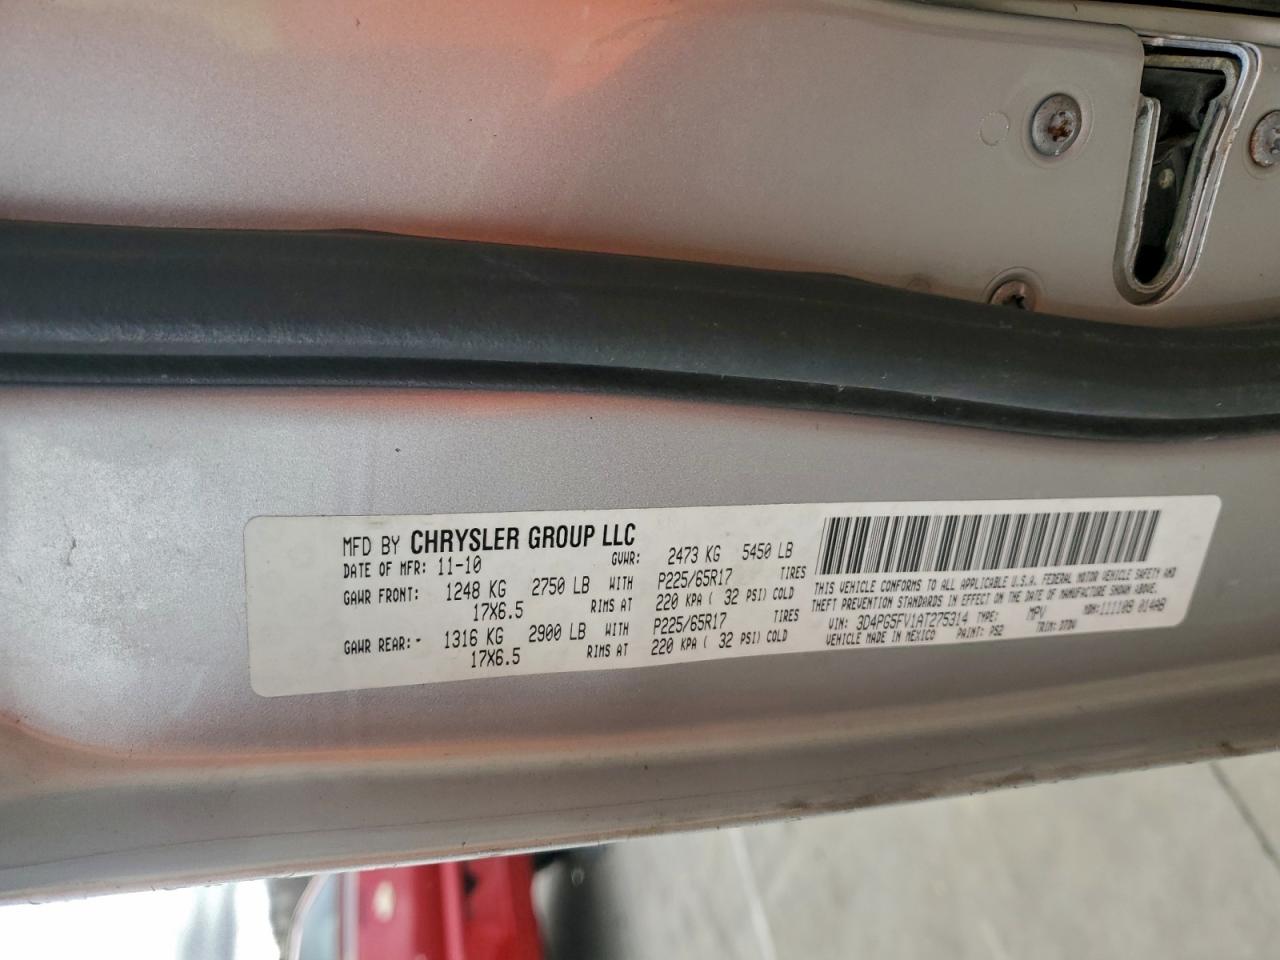 MFD BY CHRYSLER GROUP LLC
DATE OF MFR: 11-10 GVWR: 2473 KG 5450 LB
GAWR FRONT: 1248 KG 2750 LB WITH P225/65R17 TIRES
17X6.5 RIMS AT 220 KPA ( 32 PSI) COLD
GAWR REAR:- 1316 KG 2900 LB WITH P225/65R17 TIRES
17X6.5 RIMS AT 220 KPA ( 32 PSI) COLD
THIS VEHICLE CONFORMS TO ALL APPLICABLE U.S.A. FEDERAL MOTOR VEHICLE SAFETY AND
THEFT PREVENTION STANDARDS IN EFFECT ON THE DATE OF MANUFACTURE SHOWN ABOVE.
VIN: 3D4PG5FV1AT275314 TYPE: MPV MDH:111109 014AB
VEHICLE MADE IN MEXICO PAINT: PS2 TRIM: